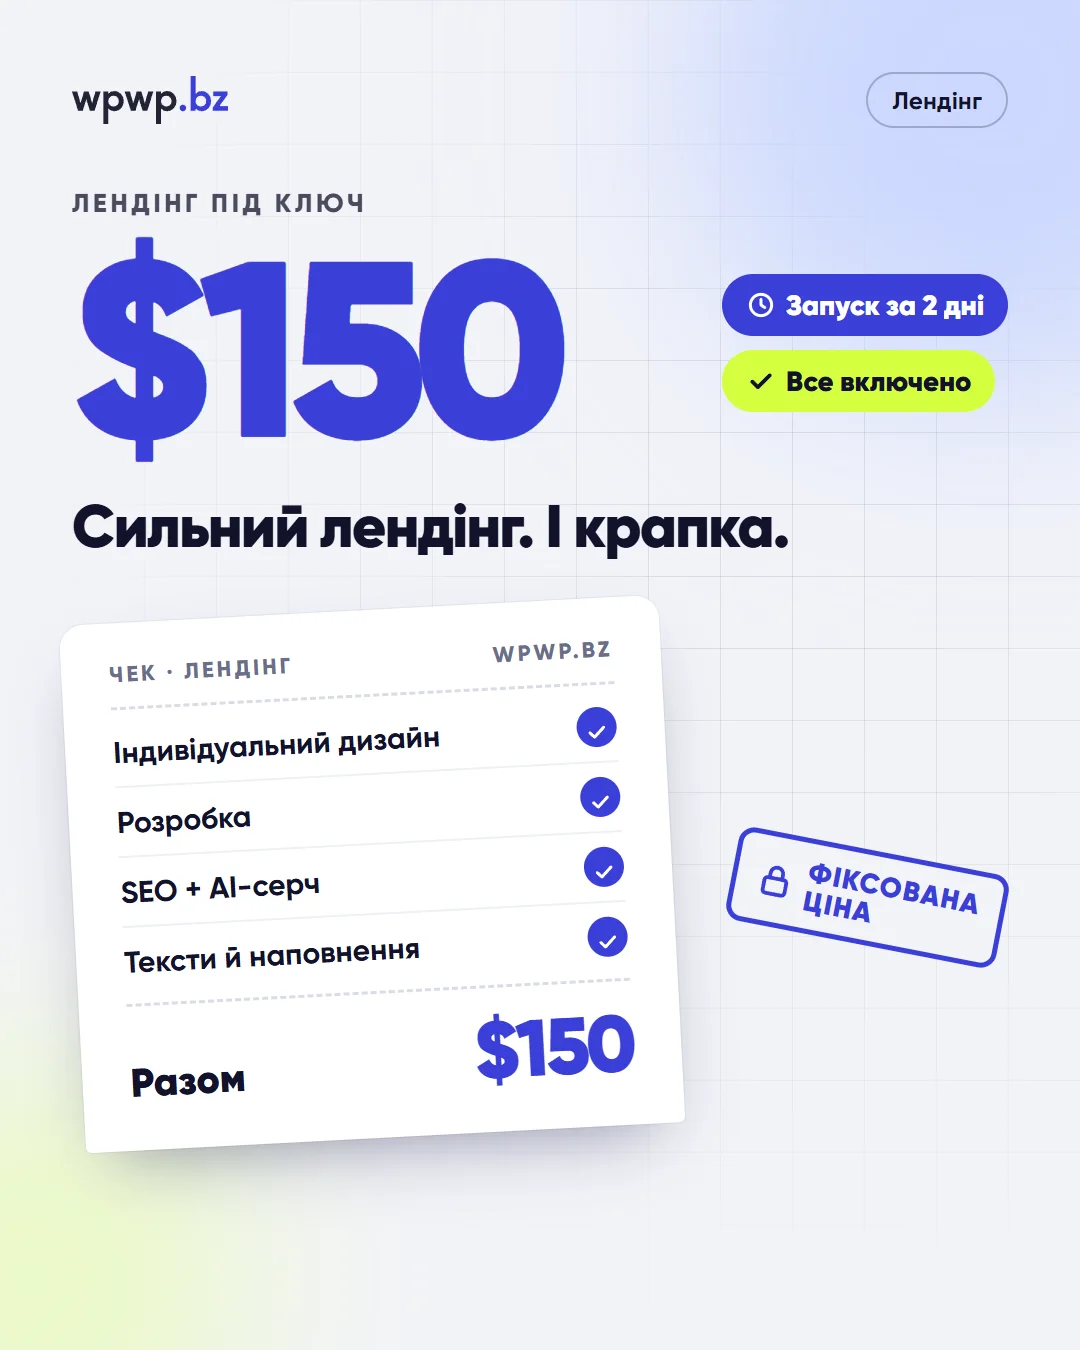 wpwp.bz
Лендінг
ЛЕНДІНГ ПІД КЛЮЧ
$150
Запуск за 2 дні
Все включено
Сильний лендінг. І крапка.
ЧЕК · ЛЕНДІНГ
WPWP.BZ
Індивідуальний дизайн
Розробка
SEO + AI-серч
Тексти й наповнення
Разом
$150
ФІКСОВАНА
ЦІНА